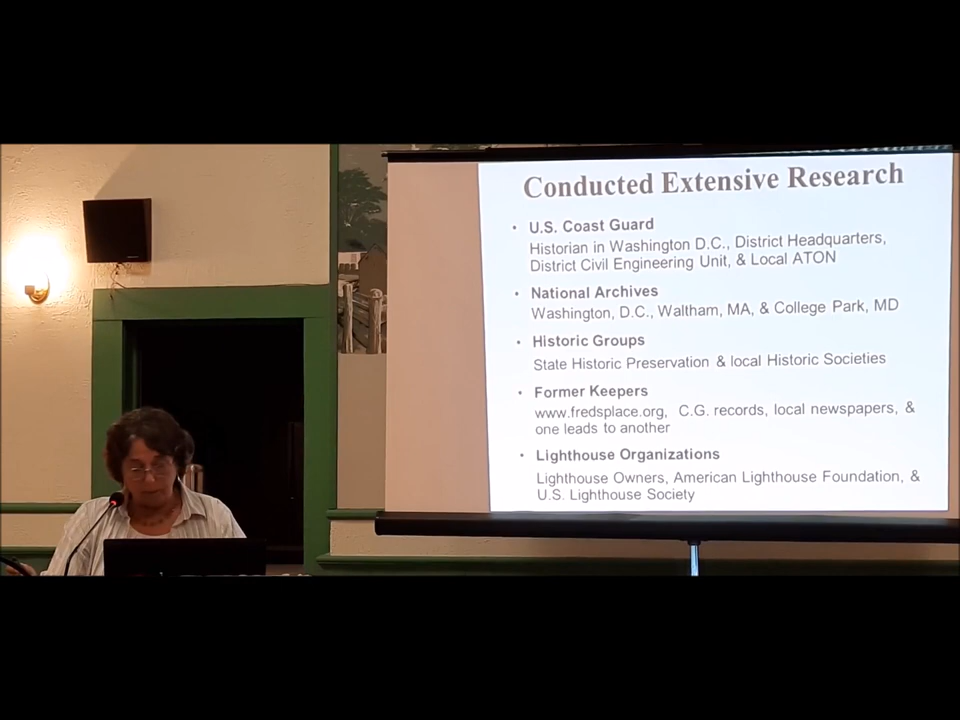 Conducted Extensive Research
• U.S. Coast Guard
Historian in Washington D.C., District Headquarters,
District Civil Engineering Unit, & Local ATON
• National Archives
Washington, D.C., Waltham, MA, & College Park, MD
• Historic Groups
State Historic Preservation & local Historic Societies
• Former Keepers
www.fredsplace.org, C.G. records, local newspapers, &
one leads to another
• Lighthouse Organizations
Lighthouse Owners, American Lighthouse Foundation, &
U.S. Lighthouse Society